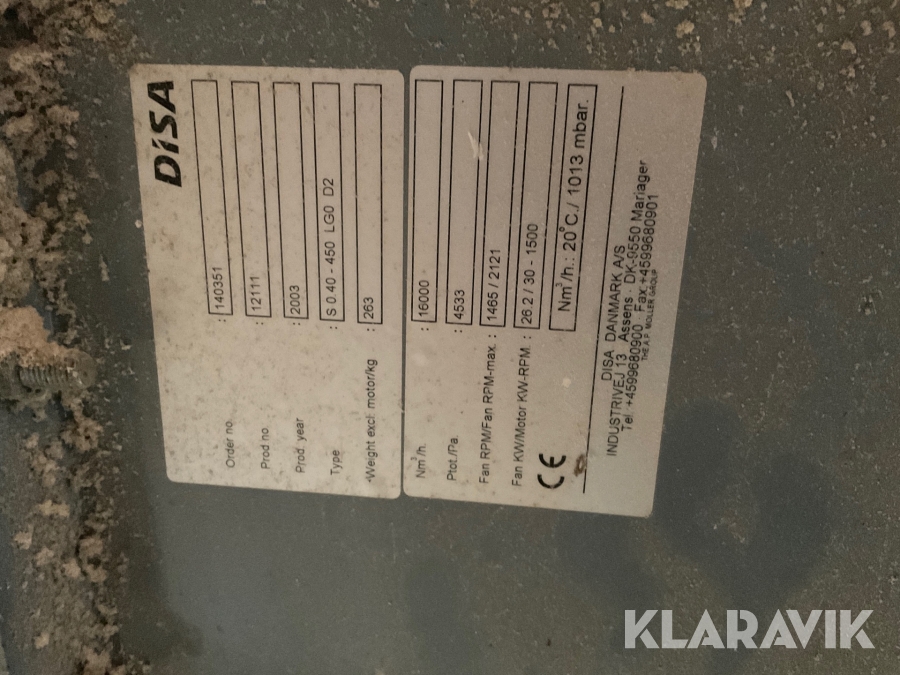 DISA
Order no. : 140351
Prod no. : 12111
Prod. year : 2003
Type : S 0.40 - 450 LG0 D2
Weight excl. motor/kg : 263
Nm³/h. : 16000
Ptot./Pa. : 4533
Fan RPM/Fan RPM-max. : 1465 / 2121
Fan KW/Motor KW-RPM. : 26.2 / 30 - 1500
CE Nm³/h.: 20°C./ 1013 mbar.
DISA DANMARK A/S
INDUSTRIVEJ 13 Assens · DK-9550 Mariager
Tel. +4599680900 · Fax.+4599680901
THE A.P. MOLLER GROUP
KLARAVIK